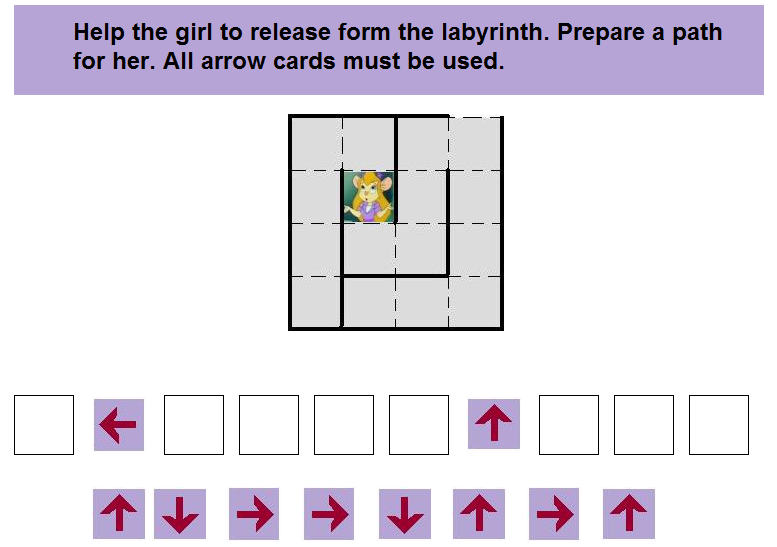 Help the girl to release form the labyrinth. Prepare a path
for her. All arrow cards must be used.